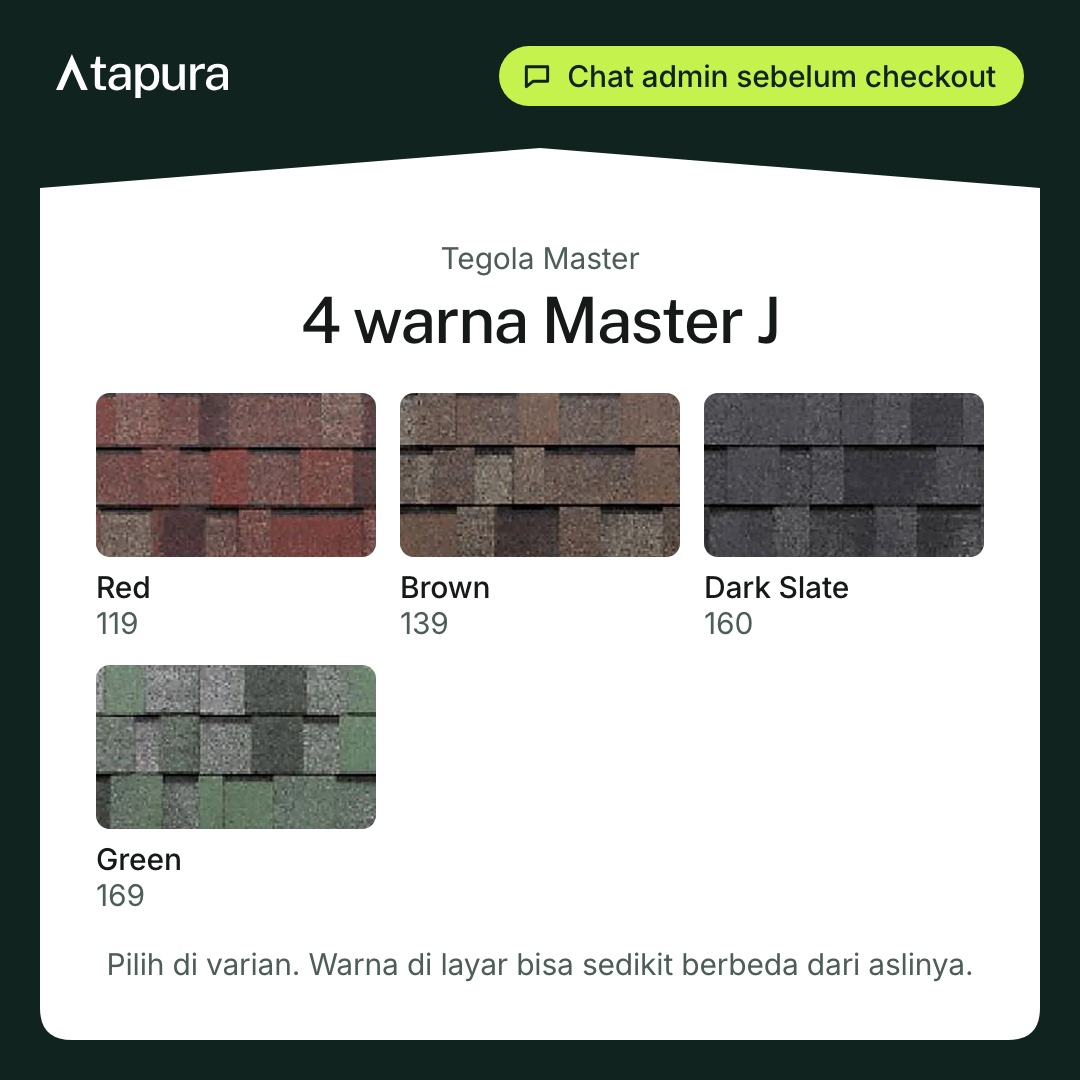 Atapura
Chat admin sebelum checkout
Tegola Master
4 warna Master J
Red
119
Brown
139
Dark Slate
160
Green
169
Pilih di varian. Warna di layar bisa sedikit berbeda dari aslinya.